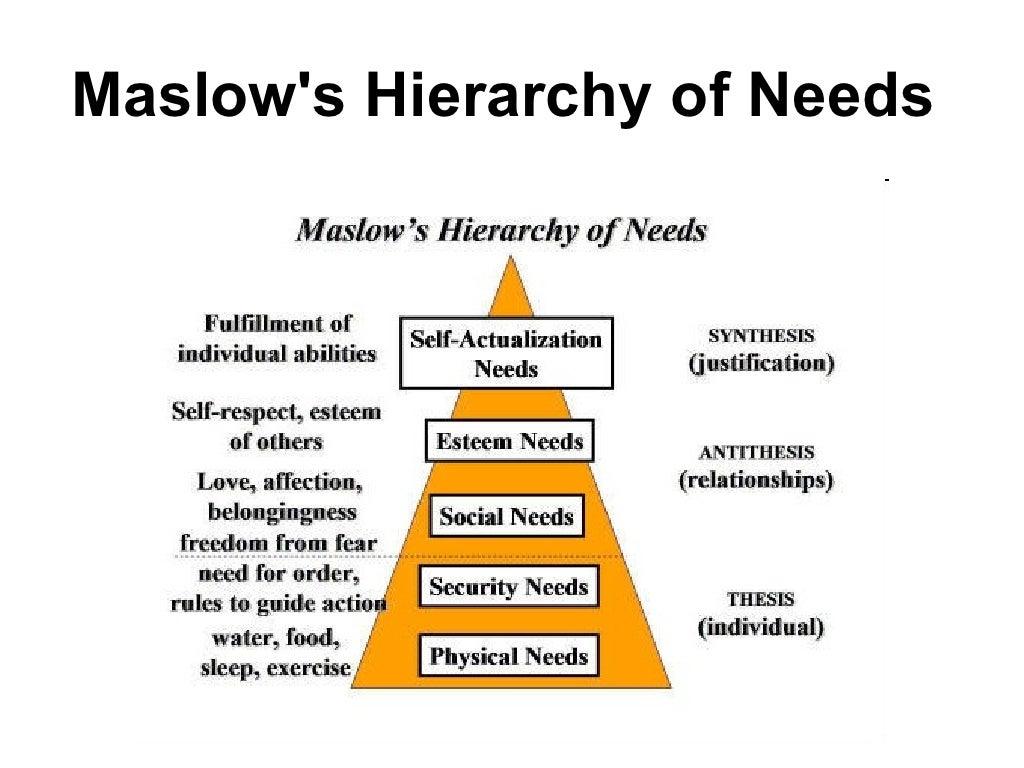 Maslow's Hierarchy of Needs
Maslow’s Hierarchy of Needs
Fulfillment of
individual abilities
Self-Actualization
Needs
SYNTHESIS
(justification)
Self-respect, esteem
of others
Esteem Needs
ANTITHESIS
(relationships)
Love, affection,
belongingness
Social Needs
freedom from fear
need for order,
rules to guide action
Security Needs
THESIS
(individual)
water, food,
sleep, exercise
Physical Needs